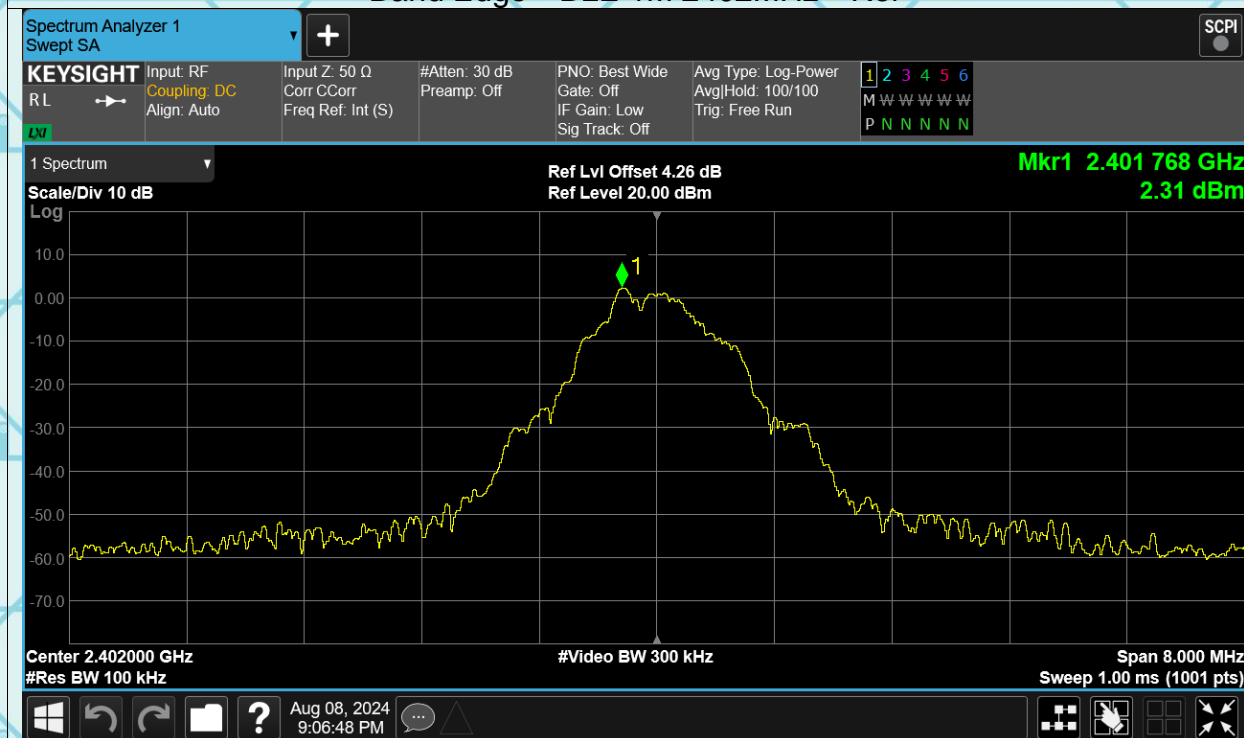 Band Edge BLE 1M 2402MHz Ref
Spectrum Analyzer 1
Swept SA
+
SCPI
KEYSIGHT
RL
LXI
Input: RF
Coupling: DC
Align: Auto
Input Z: 50 Ω
Corr CCorr
Freq Ref: Int (S)
#Atten: 30 dB
Preamp: Off
PNO: Best Wide
Gate: Off
IF Gain: Low
Sig Track: Off
Avg Type: Log-Power
Avg|Hold: 100/100
Trig: Free Run
1 2 3 4 5 6
M W W W W W W
P N N N N N
1 Spectrum
Ref Lvl Offset 4.26 dB
Mkr1 2.401 768 GHz
Scale/Div 10 dB
Ref Level 20.00 dBm
2.31 dBm
Log
1
10.0
0.00
-10.0
-20.0
-30.0
-40.0
-50.0
-60.0
-70.0
Center 2.402000 GHz
#Video BW 300 kHz
Span 8.000 MHz
#Res BW 100 kHz
Sweep 1.00 ms (1001 pts)
?
Aug 08, 2024
9:06:48 PM